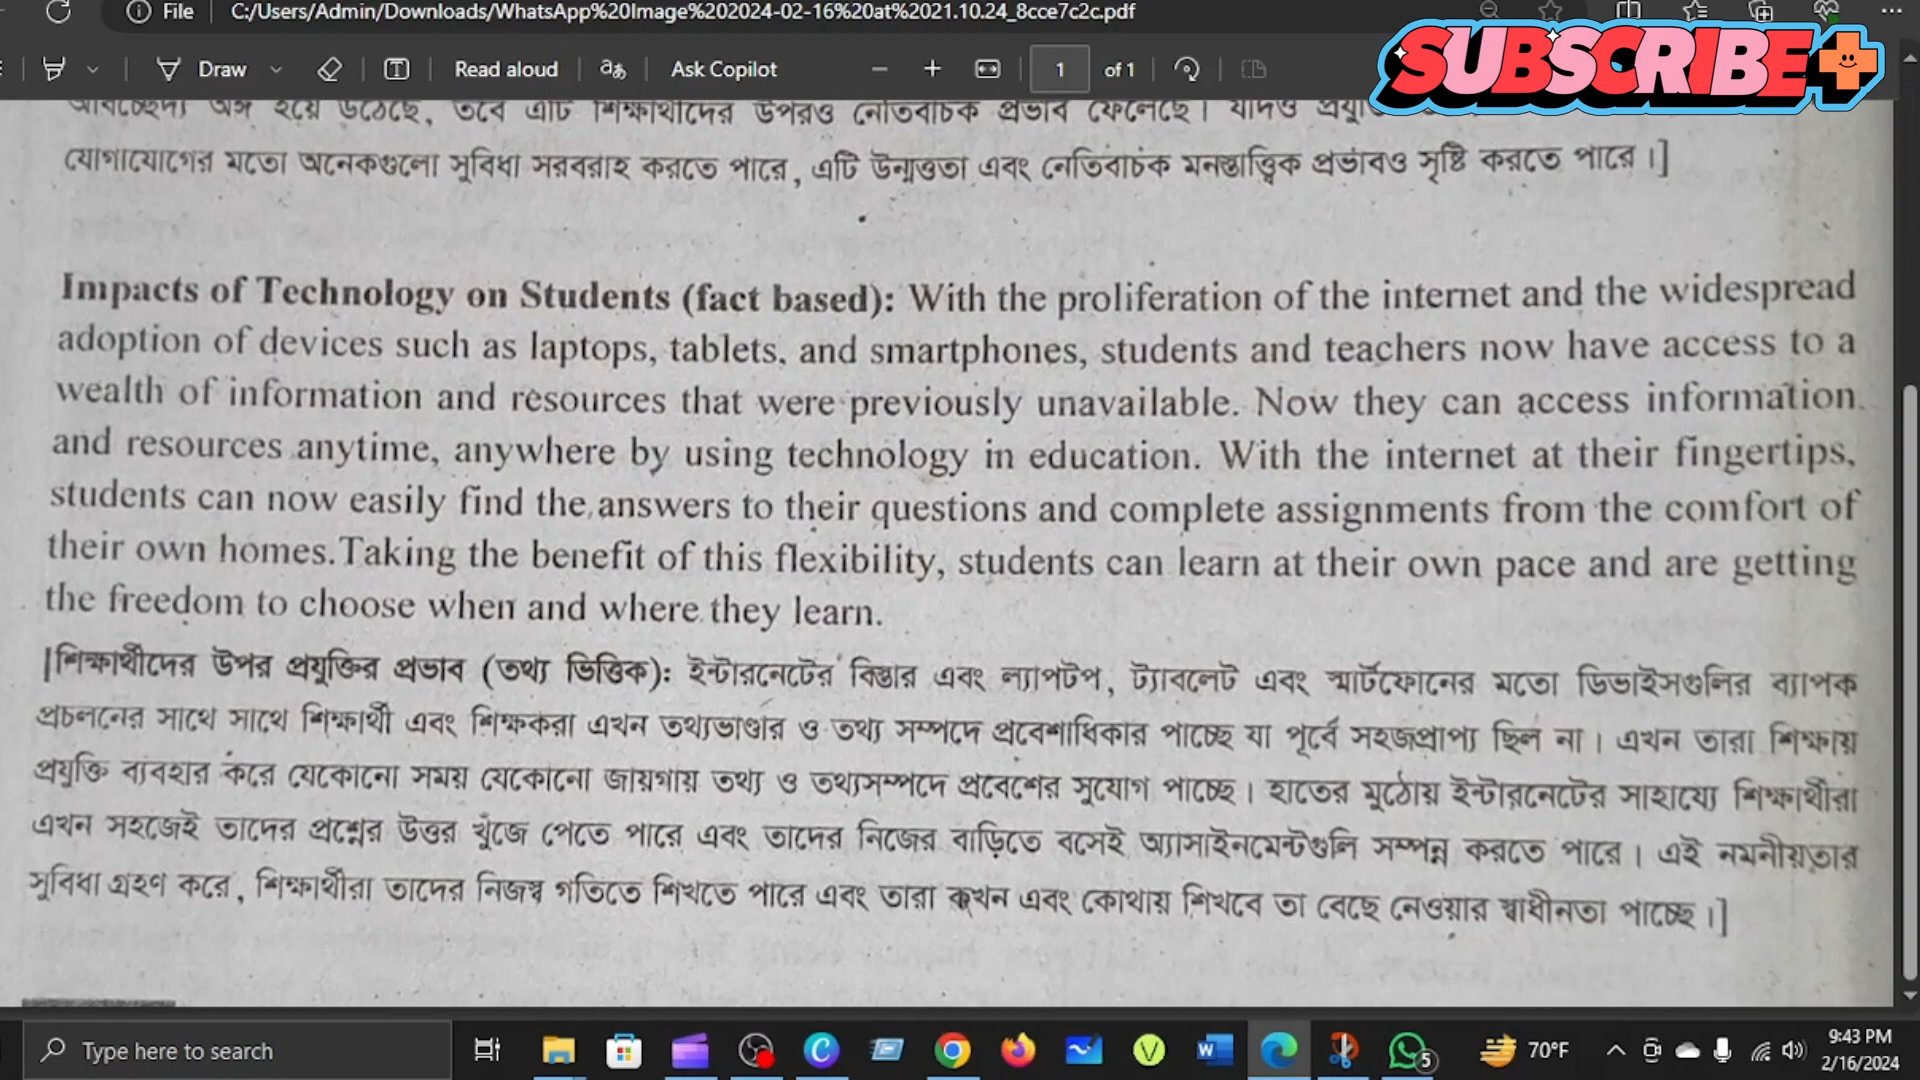 File
C:/Users/Admin/Downloads/WhatsApp%20Image%202024-02-16%20at%2021.10.24_8cce7c2c.pdf
SUBSCRIBE
Draw
Read aloud
Ask Copilot
1 of 1
অবিচ্ছেদ্য অঙ্গ হয়ে উঠেছে, তবে এটি শিক্ষার্থীদের উপরও নেতিবাচক প্রভাব ফেলেছে। যদিও
যোগাযোগের মতো অনেকগুলো সুবিধা সরবরাহ করতে পারে, এটি উন্মত্ততা এবং নেতিবাচক মনস্তাত্ত্বিক প্রভাবও সৃষ্টি করতে পারে।]
Impacts of Technology on Students (fact based): With the proliferation of the internet and the widespread
adoption of devices such as laptops, tablets, and smartphones, students and teachers now have access to a
wealth of information and resources that were previously unavailable. Now they can access information
and resources anytime, anywhere by using technology in education. With the internet at their fingertips,
students can now easily find the answers to their questions and complete assignments from the comfort of
their own homes. Taking the benefit of this flexibility, students can learn at their own pace and are getting
the freedom to choose when and where they learn.
[শিক্ষার্থীদের উপর প্রযুক্তির প্রভাব (তথ্য ভিত্তিক): ইন্টারনেটের বিস্তার এবং ল্যাপটপ, ট্যাবলেট এবং স্মার্টফোনের মতো ডিভাইসগুলির ব্যাপক
প্রচলনের সাথে সাথে শিক্ষার্থী এবং শিক্ষকরা এখন তথ্যভাণ্ডার ও তথ্য সম্পদে প্রবেশাধিকার পাচ্ছে যা পূর্বে সহজপ্রাপ্য ছিল না। এখন তারা শিক্ষায়
প্রযুক্তি ব্যবহার করে যেকোনো সময় যেকোনো জায়গায় তথ্য ও তথ্যসম্পদে প্রবেশের সুযোগ পাচ্ছে। হাতের মুঠোয় ইন্টারনেটের সাহায্যে শিক্ষার্থীরা
এখন সহজেই তাদের প্রশ্নের উত্তর খুঁজে পেতে পারে এবং তাদের নিজের বাড়িতে বসেই অ্যাসাইনমেন্টগুলি সম্পন্ন করতে পারে। এই নমনীয়তার
সুবিধা গ্রহণ করে, শিক্ষার্থীরা তাদের নিজস্ব গতিতে শিখতে পারে এবং তারা কখন এবং কোথায় শিখবে তা বেছে নেওয়ার স্বাধীনতা পাচ্ছে।]
Type here to search
5
70°F
9:43 PM
2/16/2024